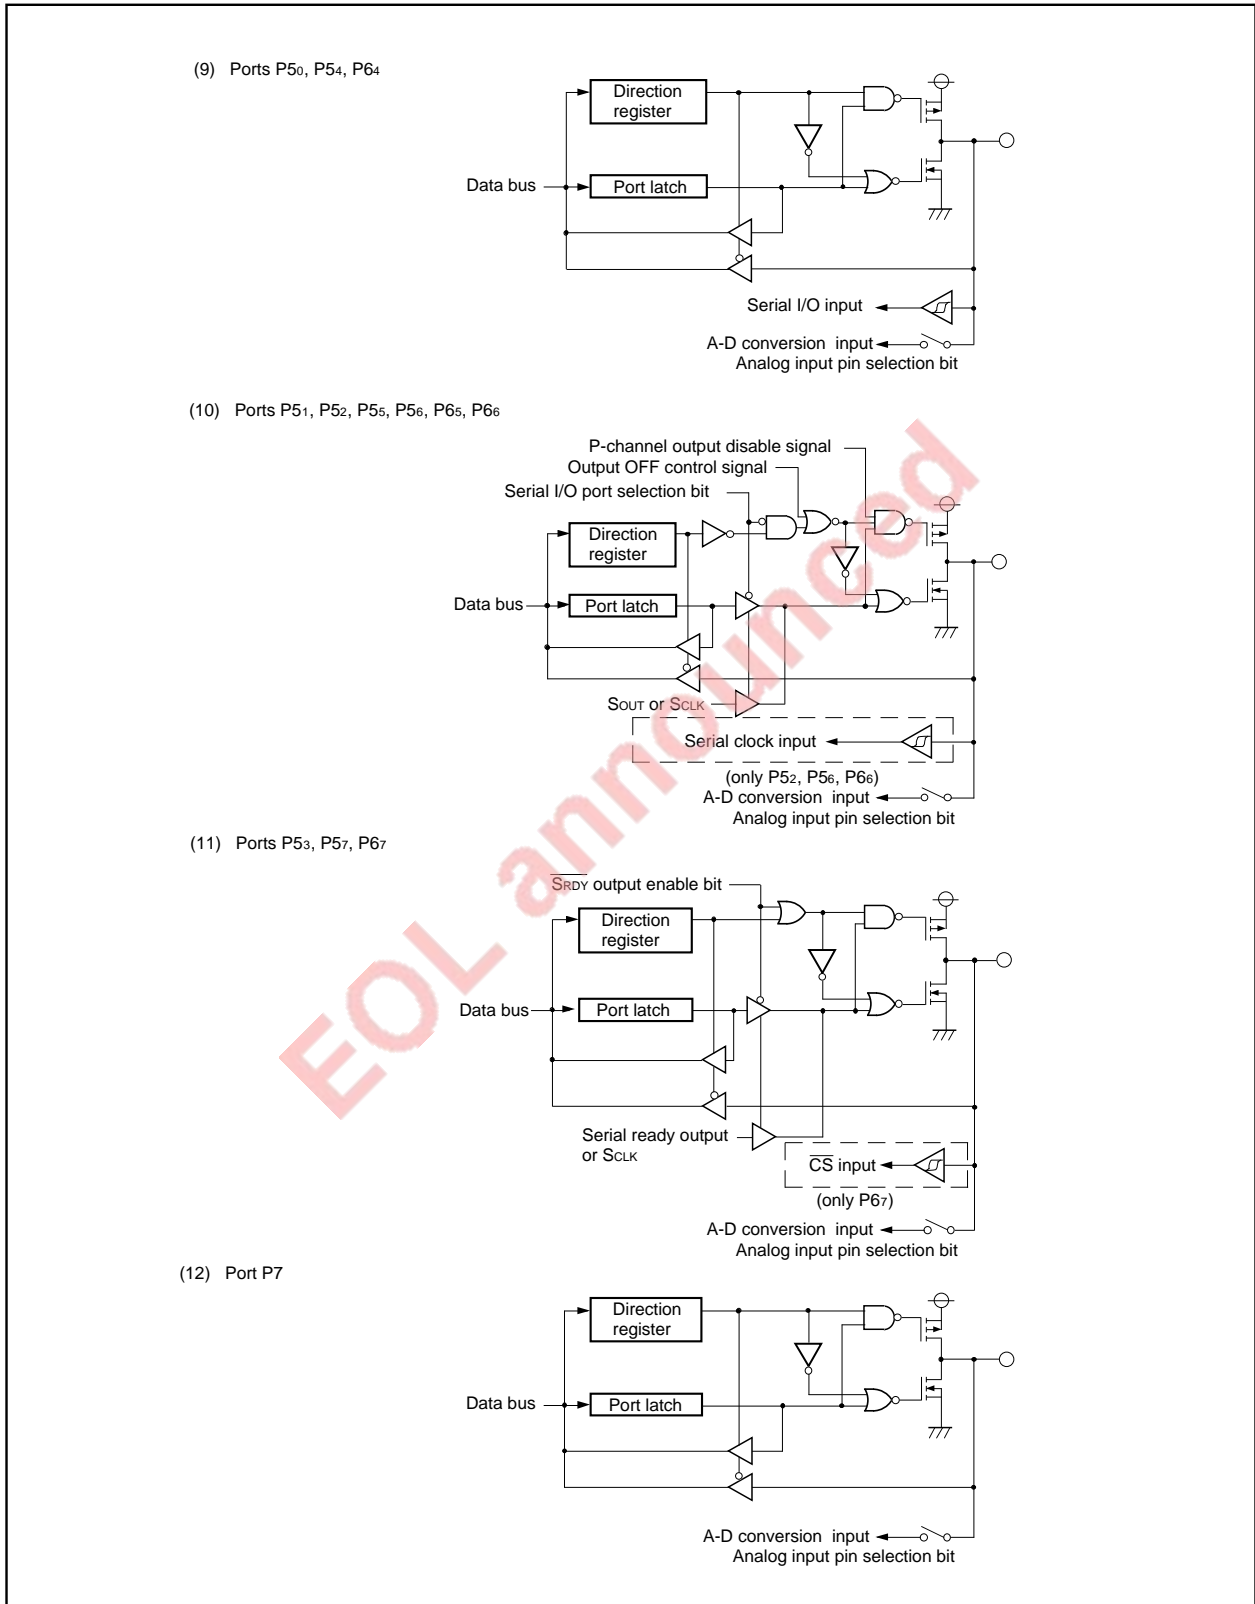 (9) Ports P5₀, P5₄, P6₄
Direction
register
Data bus
Port latch
Serial I/O input
A-D conversion input
Analog input pin selection bit
(10) Ports P5₁, P5₂, P5₅, P5₆, P6₅, P6₆
P-channel output disable signal
Output OFF control signal
Serial I/O port selection bit
Direction
register
Data bus
Port latch
SOUT or SCLK
Serial clock input
(only P5₂, P5₆, P6₆)
A-D conversion input
Analog input pin selection bit
(11) Ports P5₃, P5₇, P6₇
S̅R̅D̅Y̅ output enable bit
Direction
register
Data bus
Port latch
Serial ready output
or SCLK
C̅S̅ input
(only P6₇)
A-D conversion input
Analog input pin selection bit
(12) Port P7
Direction
register
Data bus
Port latch
A-D conversion input
Analog input pin selection bit
EOL announced